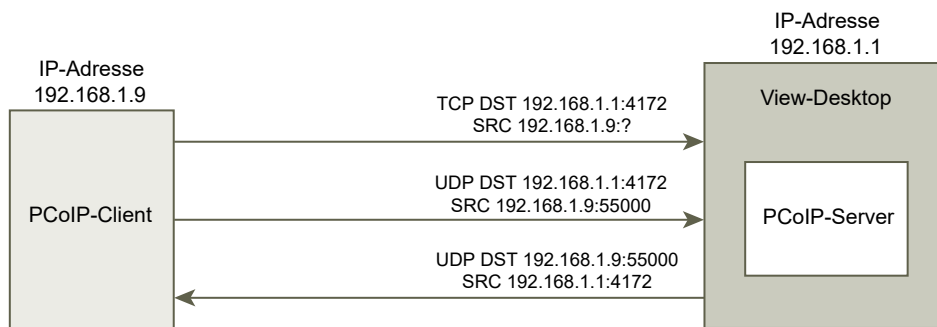 IP-Adresse
192.168.1.9
PCoIP-Client
TCP DST 192.168.1.1:4172
SRC 192.168.1.9:?
UDP DST 192.168.1.1:4172
SRC 192.168.1.9:55000
UDP DST 192.168.1.9:55000
SRC 192.168.1.1:4172
IP-Adresse
192.168.1.1
View-Desktop
PCoIP-Server